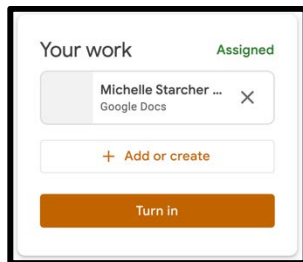 Your work
Assigned
Michelle Starcher ...
Google Docs
+ Add or create
Turn in